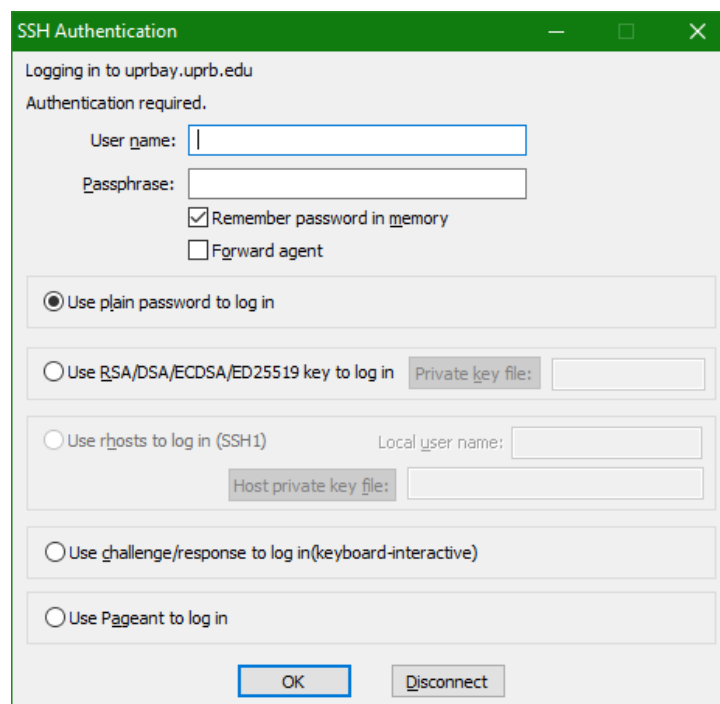 SSH Authentication
Logging in to uprbay.uprb.edu
Authentication required.
User name:
Passphrase:
Remember password in memory
Forward agent
Use plain password to log in
Use RSA/DSA/ECDSA/ED25519 key to log in Private key file:
Use rhosts to log in (SSH1) Local user name:
Host private key file:
Use challenge/response to log in(keyboard-interactive)
Use Pageant to log in
OK Disconnect